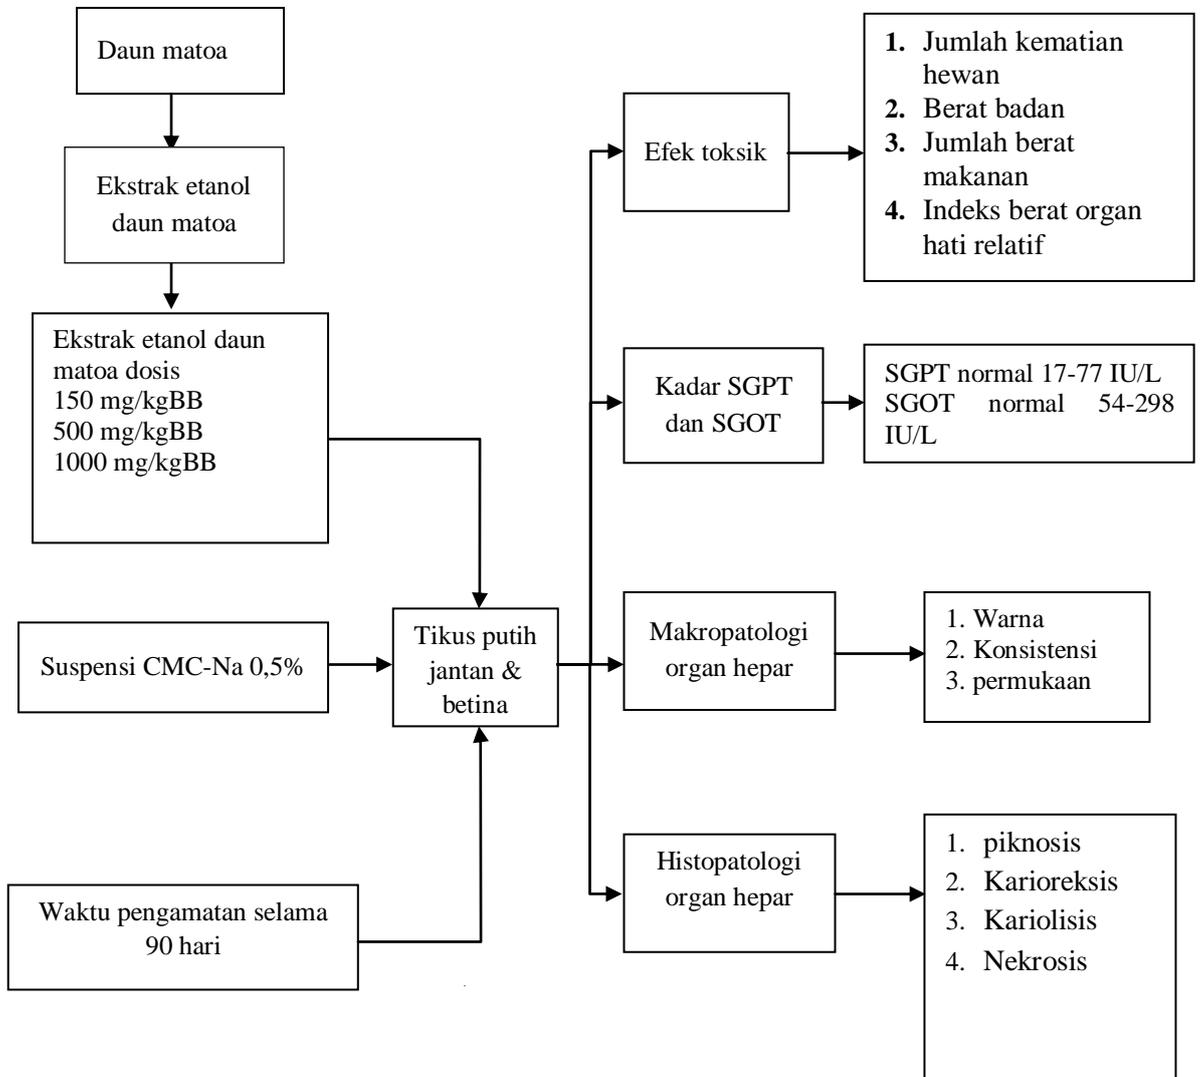 Daun matoa
Ekstrak etanol
daun matoa
Ekstrak etanol daun
matoa dosis
150 mg/kgBB
500 mg/kgBB
1000 mg/kgBB
Suspensi CMC-Na 0,5%
Waktu pengamatan selama
90 hari
Tikus putih
jantan &
betina
Efek toksik
1. Jumlah kematian
hewan
2. Berat badan
3. Jumlah berat
makanan
4. Indeks berat organ
hati relatif
Kadar SGPT
dan SGOT
SGPT normal 17-77 IU/L
SGOT normal 54-298
IU/L
Makropatologi
organ hepar
1. Warna
2. Konsistensi
3. permukaan
Histopatologi
organ hepar
1. piknosis
2. Karioreksis
3. Kariolisis
4. Nekrosis